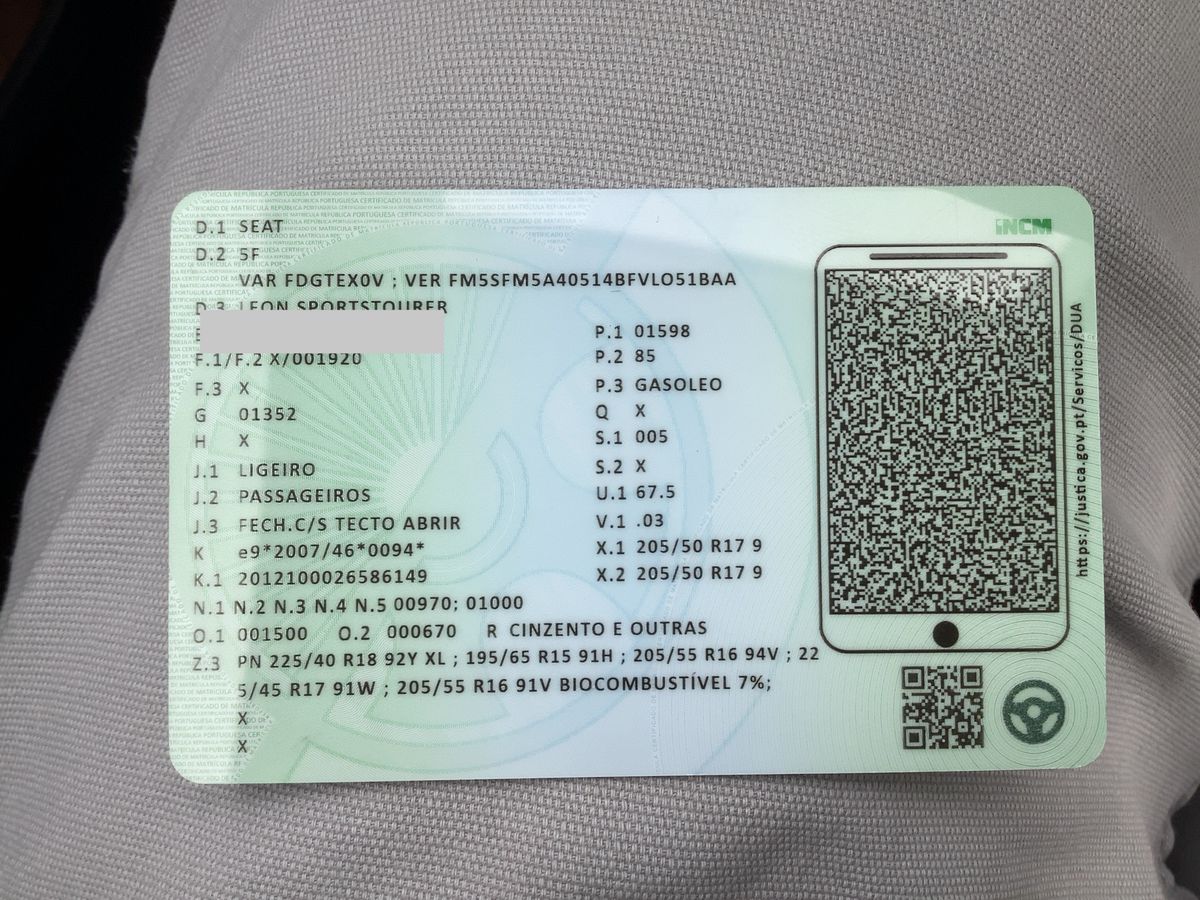 D.1 SEAT
D.2 5F
VAR FDGTEX0V ; VER FM5SFM5A40514BFVLO51BAA
D.3 LEON SPORTSTOURER
F.1/F.2 X/001920
F.3 X
G 01352
H X
J.1 LIGEIRO
J.2 PASSAGEIROS
J.3 FECH.C/S TECTO ABRIR
K e9*2007/46*0094*
K.1 2012100026586149
P.1 01598
P.2 85
P.3 GASOLEO
Q X
S.1 005
S.2 X
U.1 67.5
V.1 .03
X.1 205/50 R17 9
X.2 205/50 R17 9
N.1 N.2 N.3 N.4 N.5 00970; 01000
O.1 001500 O.2 000670 R CINZENTO E OUTRAS
Z.3 PN 225/40 R18 92Y XL ; 195/65 R15 91H ; 205/55 R16 94V ; 22
5/45 R17 91W ; 205/55 R16 91V BIOCOMBUSTÍVEL 7%;
X
X
INCM
https://justica.gov.pt/Servicos/DUA